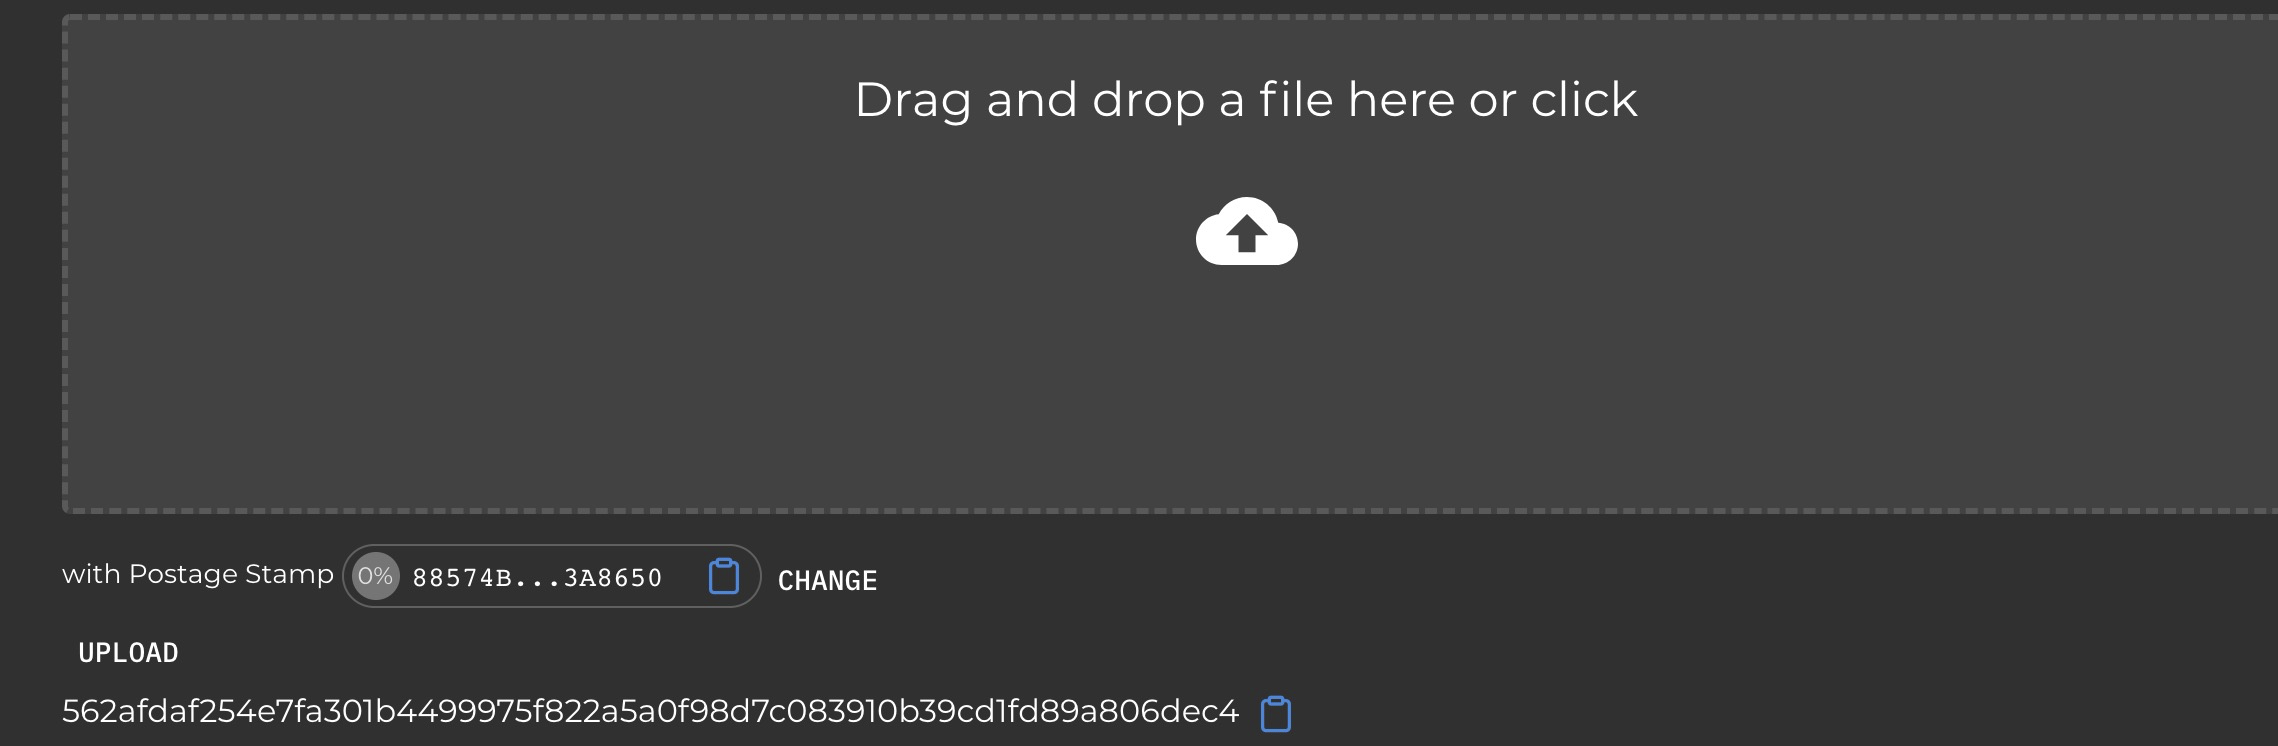 Drag and drop a file here or click
with Postage Stamp 0% 88574B...3A8650 CHANGE
UPLOAD
562afdaf254e7fa301b4499975f822a5a0f98d7c083910b39cd1fd89a806dec4